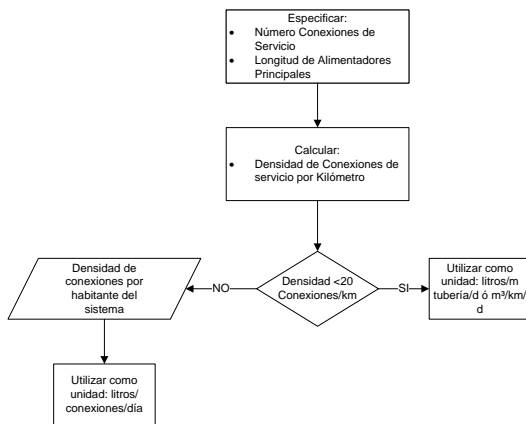 Especificar:
• Número Conexiones de
Servicio
• Longitud de Alimentadores
Principales
Calcular:
• Densidad de Conexiones de
servicio por Kilómetro
Densidad de
conexiones por
habitante del
sistema
NO
Densidad <20
Conexiones/km
SI
Utilizar como
unidad: litros/m
tubería/d ó m³/km/
d
Utilizar como
unidad: litros/
conexiones/día